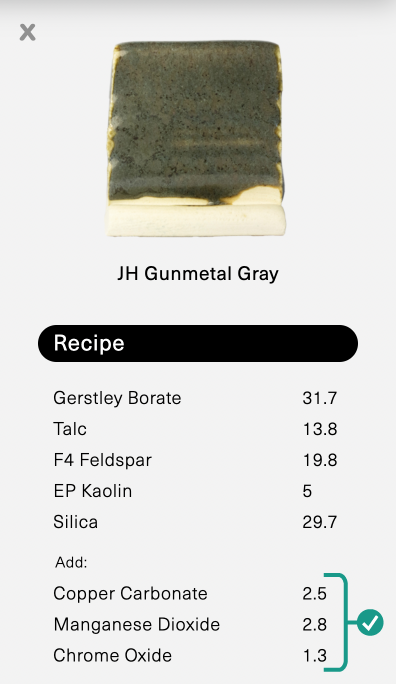 JH Gunmetal Gray
Recipe
Gerstley Borate 31.7
Talc 13.8
F4 Feldspar 19.8
EP Kaolin 5
Silica 29.7
Add:
Copper Carbonate 2.5
Manganese Dioxide 2.8
Chrome Oxide 1.3